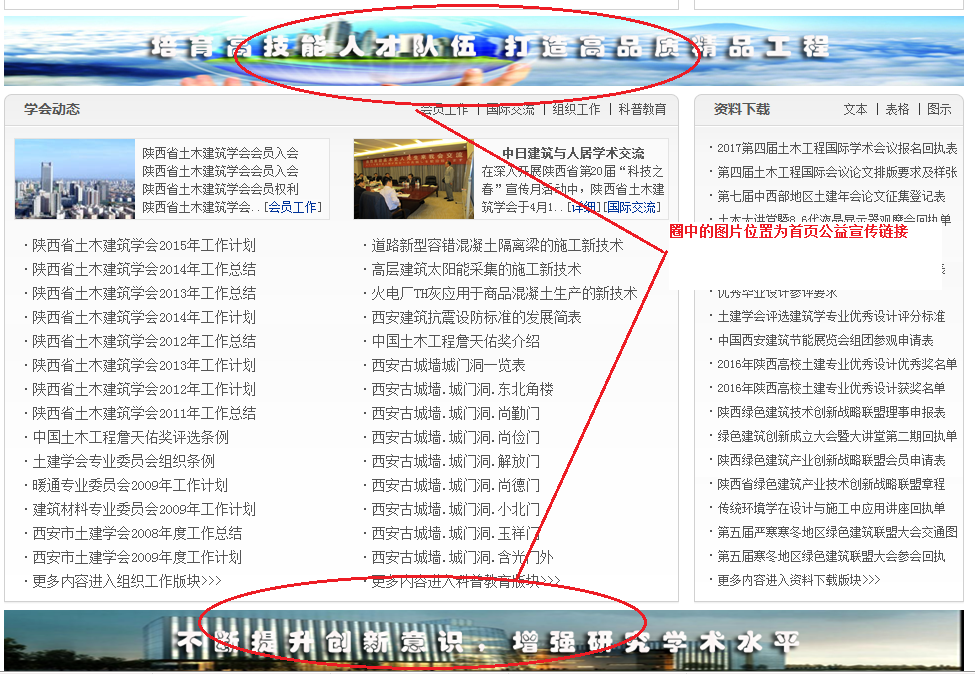 培育高技能人才队伍 打造高品质精品工程
学会动态
会员工作 | 国际交流 | 组织工作 | 科普教育
陕西省土木建筑学会会员入会
陕西省土木建筑学会会员入会
陕西省土木建筑学会会员权利
陕西省土木建筑学会..[会员工作]
中日建筑与人居学术交流
在深入开展陕西省第20届“科技之
春”宣传月活动中，陕西省土木建
筑学会于4月1..[详细][国际交流]
· 陕西省土木建筑学会2015年工作计划
· 陕西省土木建筑学会2014年工作总结
· 陕西省土木建筑学会2013年工作总结
· 陕西省土木建筑学会2014年工作计划
· 陕西省土木建筑学会2012年工作总结
· 陕西省土木建筑学会2013年工作计划
· 陕西省土木建筑学会2012年工作计划
· 陕西省土木建筑学会2011年工作总结
· 中国土木工程詹天佑奖评选条例
· 土建学会专业委员会组织条例
· 暖通专业委员会2009年工作计划
· 建筑材料专业委员会2009年工作计划
· 西安市土建学会2008年度工作总结
· 西安市土建学会2009年度工作计划
· 更多内容进入组织工作版块>>>
· 道路新型容错混凝土隔离梁的施工新技术
· 高层建筑太阳能采集的施工新技术
· 火电厂TH灰应用于商品混凝土生产的新技术
· 西安建筑抗震设防标准的发展简表
· 中国土木工程詹天佑奖介绍
· 西安古城墙城门洞一览表
· 西安古城墙.城门洞.东北角楼
· 西安古城墙.城门洞.尚勤门
· 西安古城墙.城门洞.尚俭门
· 西安古城墙.城门洞.解放门
· 西安古城墙.城门洞.尚德门
· 西安古城墙.城门洞.小北门
· 西安古城墙.城门洞.玉祥门
· 西安古城墙.城门洞.含光门外
· 更多内容进入科普教育版块>>>
资料下载
文本 | 表格 | 图示
· 2017第四届土木工程国际学术会议报名回执表
· 第四届土木工程国际会议论文排版要求及样张
· 第七届中西部地区土建年会论文征集登记表
· 土木大讲堂暨8.6代液晶显示器观摩会回执单
圈中的图片位置为首页公益宣传链接
· 优秀毕业设计参评要求
· 土建学会评选建筑学专业优秀设计评分标准
· 中国西安建筑节能展览会组团参观申请表
· 2016年陕西高校土建专业优秀设计优秀奖名单
· 2016年陕西高校土建专业优秀设计获奖名单
· 陕西绿色建筑技术创新战略联盟理事申报表
· 绿色建筑创新成立大会暨大讲堂第二期回执单
· 陕西绿色建筑产业创新战略联盟会员申请表
· 陕西省绿色建筑产业技术创新战略联盟章程
· 传统环境学在设计与施工中应用讲座回执单
· 第五届严寒寒冬地区绿色建筑联盟大会交通图
· 第五届寒冬地区绿色建筑联盟大会参会回执
· 更多内容进入资料下载版块>>>
不断提升创新意识，增强研究学术水平